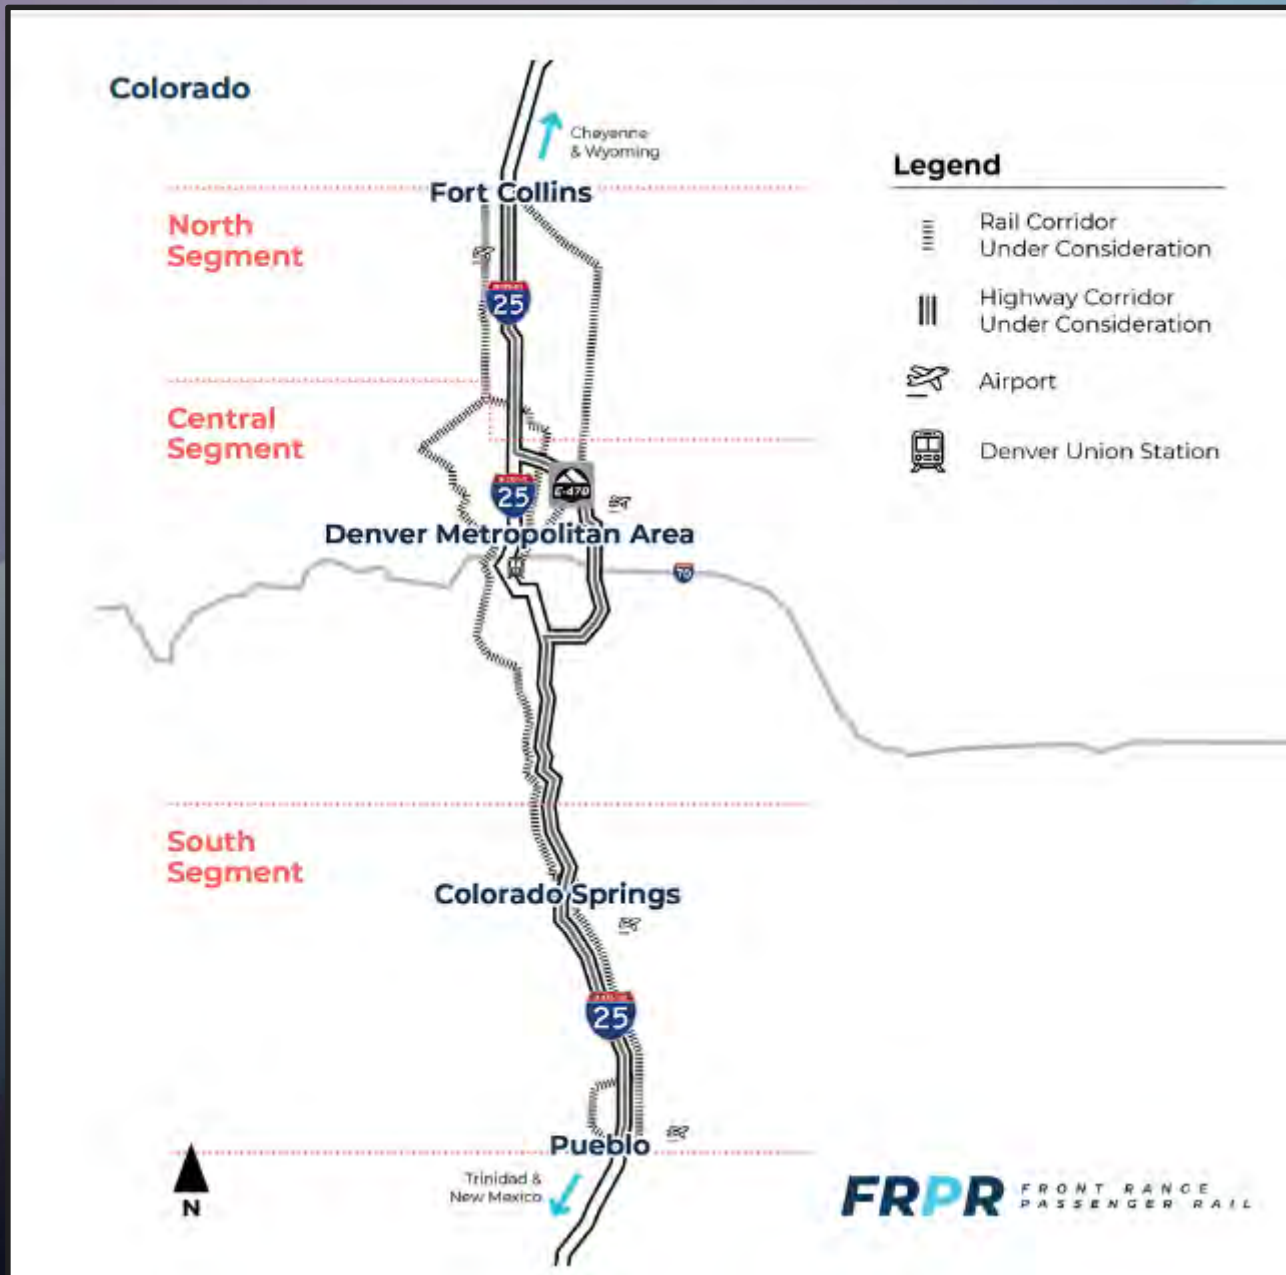 Colorado
Cheyenne
& Wyoming
Fort Collins
North
Segment
25
Central
Segment
25
E-470
Denver Metropolitan Area
70
South
Segment
Colorado Springs
25
Pueblo
Trinidad &
New Mexico
N
Legend
Rail Corridor
Under Consideration
Highway Corridor
Under Consideration
Airport
Denver Union Station
FRPR
FRONT RANGE
PASSENGER RAIL